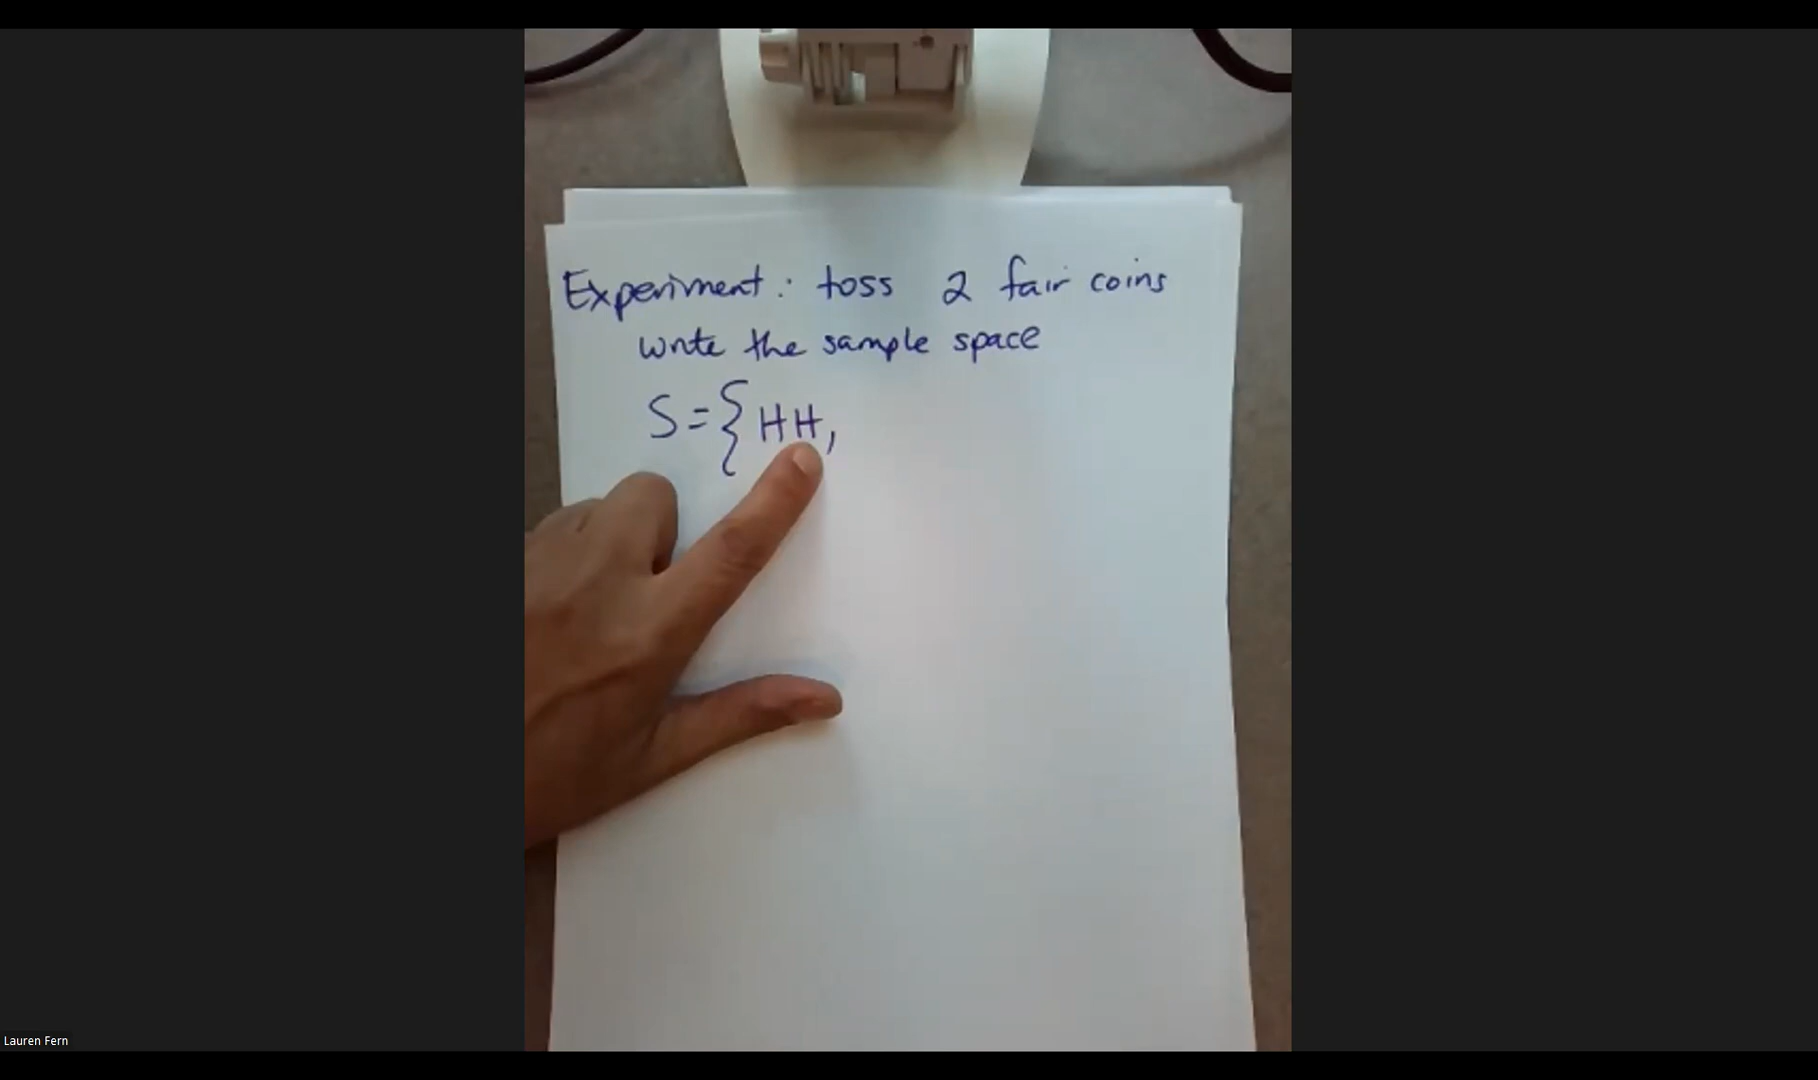 Experiment: toss 2 fair coins
write the sample space
S={HH,
Lauren Fern